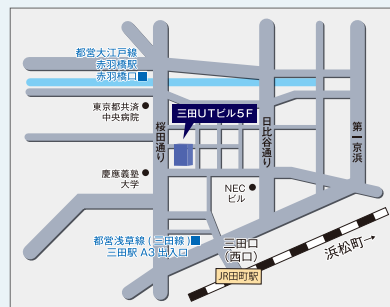 都営大江戸線
赤羽橋駅
赤羽橋口
東京都共済
中央病院
三田UTビル5F
桜田通り
日比谷通り
第一京浜
慶應義塾
大学
NEC
ビル
都営浅草線(三田線)
三田駅 A3出入口
三田口
(西口)
浜松町→
JR田町駅